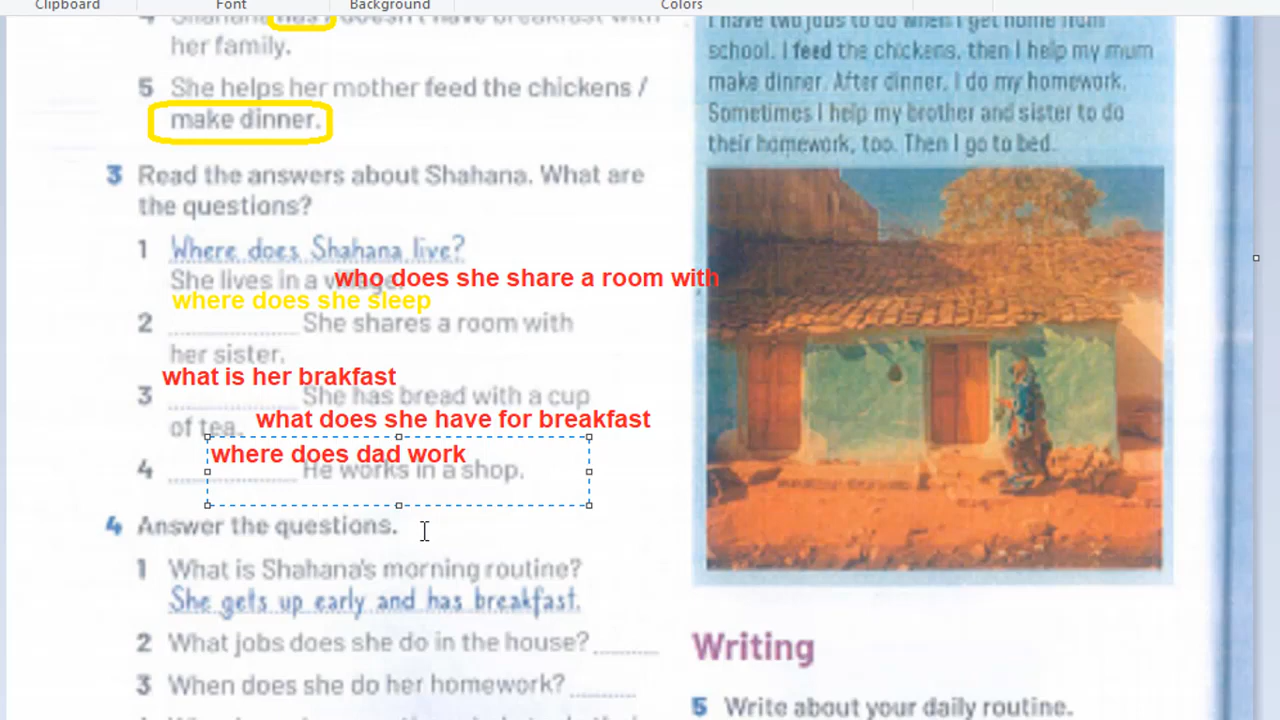 Clipboard
Font
Background
Colors
4 Shahana has / doesn't have breakfast with
her family.
5 She helps her mother feed the chickens /
make dinner.
3 Read the answers about Shahana. What are
the questions?
1 Where does Shahana live?
She lives in a village.
who does she share a room with
where does she sleep
2 She shares a room with
her sister.
what is her brakfast
3 She has bread with a cup
of tea.
what does she have for breakfast
where does dad work
4 He works in a shop.
4 Answer the questions.
1 What is Shahana's morning routine?
She gets up early and has breakfast.
2 What jobs does she do in the house?
3 When does she do her homework?
I have two jobs to do when I get home from
school. I feed the chickens, then I help my mum
make dinner. After dinner, I do my homework.
Sometimes I help my brother and sister to do
their homework, too. Then I go to bed.
Writing
5 Write about your daily routine.